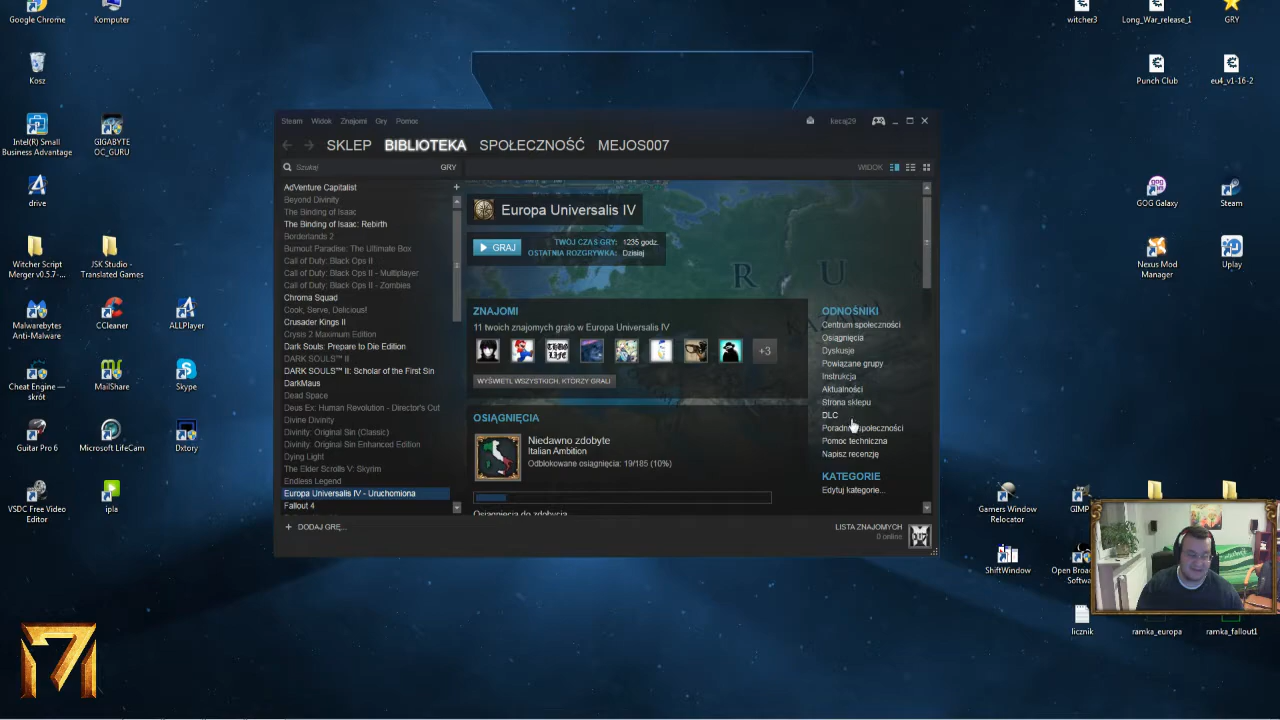 Google Chrome
Komputer
witcher3
Long_War_release_1
GRY
Kosz
Punch Club
eu4_v1-16-2
Intel(R) Small
Business Advantage
GIGABYTE
OC_GURU
drive
GOG Galaxy
Steam
Witcher Script
Merger v0.5.7-...
JSK Studio -
Translated Games
Nexus Mod
Manager
Uplay
Malwarebytes
Anti-Malware
CCleaner
ALLPlayer
Cheat Engine —
skrót
MailShare
Skype
Guitar Pro 6
Microsoft LifeCam
Dxtory
VSDC Free Video
Editor
ipla
Steam Widok Znajomi Gry Pomoc
kecaj29
SKLEP BIBLIOTEKA SPOŁECZNOŚĆ MEJOS007
Szukaj
GRY
WIDOK
AdVenture Capitalist
Beyond Divinity
The Binding of Isaac
The Binding of Isaac: Rebirth
Borderlands 2
Burnout Paradise: The Ultimate Box
Call of Duty: Black Ops II
Call of Duty: Black Ops II - Multiplayer
Call of Duty: Black Ops II - Zombies
Chroma Squad
Cook, Serve, Delicious!
Crusader Kings II
Crysis 2 Maximum Edition
Dark Souls: Prepare to Die Edition
DARK SOULS™ II
DARK SOULS™ II: Scholar of the First Sin
DarkMaus
Dead Space
Deus Ex: Human Revolution - Director's Cut
Divine Divinity
Divinity: Original Sin (Classic)
Divinity: Original Sin Enhanced Edition
Dying Light
The Elder Scrolls V: Skyrim
Endless Legend
Europa Universalis IV - Uruchomiona
Fallout 4
+ DODAJ GRĘ...
Europa Universalis IV
GRAJ
TWÓJ CZAS GRY: 1235 godz.
OSTATNIA ROZGRYWKA: Dzisiaj
R U
ZNAJOMI
11 twoich znajomych grało w Europa Universalis IV
THUG
LIFE
+3
WYŚWIETL WSZYSTKICH, KTÓRZY GRALI
OSIĄGNIĘCIA
Niedawno zdobyte
Italian Ambition
Odblokowane osiągnięcia: 19/185 (10%)
Osiągnięcia do zdobycia
ODNOŚNIKI
Centrum społeczności
Osiągnięcia
Dyskusje
Powiązane grupy
Instrukcja
Aktualności
Strona sklepu
DLC
Poradniki społeczności
Pomoc techniczna
Napisz recenzję
KATEGORIE
Edytuj kategorie...
LISTA ZNAJOMYCH
0 online
Gamers Window
Relocator
GIMP
ShiftWindow
Open Broa
Softwa
licznik
ramka_europa
ramka_fallout1